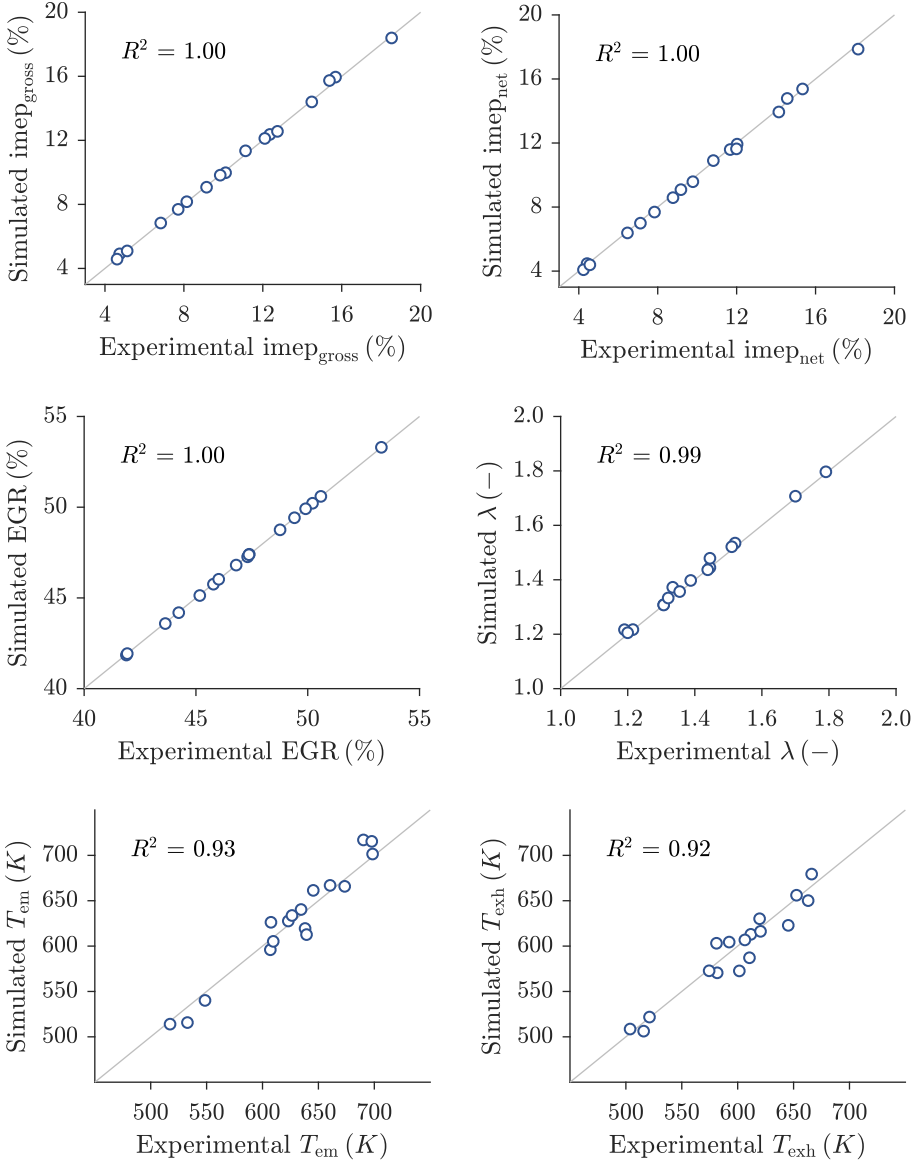 Simulated imep_gross (%)
20
16
12
8
4
R² = 1.00
4 8 12 16 20
Experimental imep_gross (%)
Simulated imep_net (%)
20
16
12
8
4
R² = 1.00
4 8 12 16 20
Experimental imep_net (%)
Simulated EGR (%)
55
50
45
40
R² = 1.00
40 45 50 55
Experimental EGR (%)
Simulated λ (−)
2.0
1.8
1.6
1.4
1.2
1.0
R² = 0.99
1.0 1.2 1.4 1.6 1.8 2.0
Experimental λ (−)
Simulated T_em (K)
700
650
600
550
500
R² = 0.93
500 550 600 650 700
Experimental T_em (K)
Simulated T_exh (K)
700
650
600
550
500
R² = 0.92
500 550 600 650 700
Experimental T_exh (K)